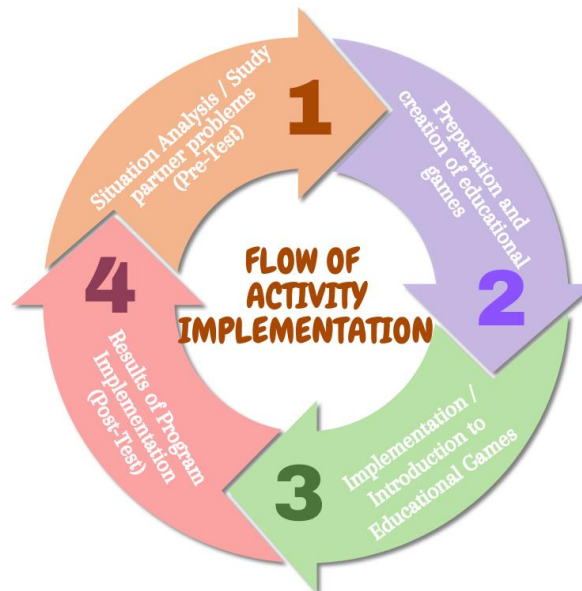 1
Situation Analysis / Study
partner problems
(Pre-Test)
Preparation and
creation of educational
games
2
FLOW OF
ACTIVITY
IMPLEMENTATION
3
Implementation /
Introduction to
Educational Games
4
Results of Program
Implementation
(Post-Test)